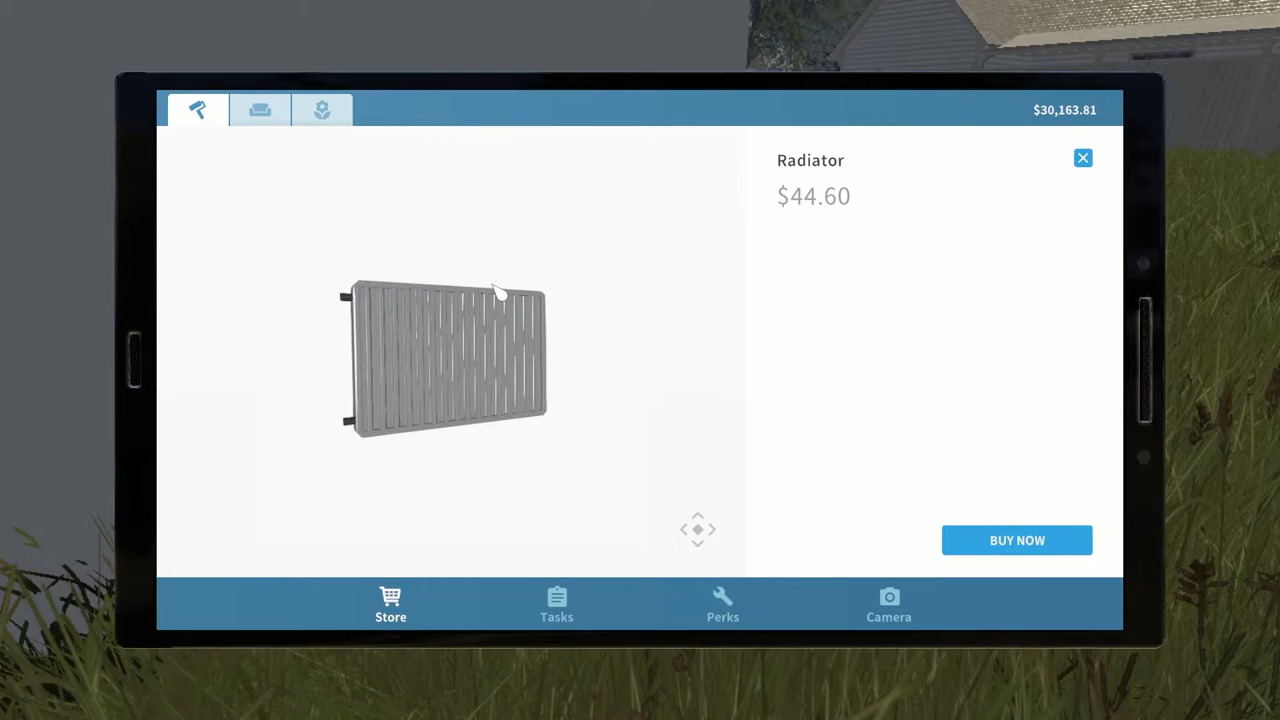 $30,163.81
Radiator
$44.60
BUY NOW
Store
Tasks
Perks
Camera